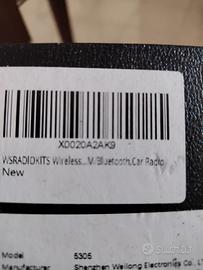 X0020A2AK9
WSRADIOKITS Wireless...M/Bluetooth,Car Radio
New
Model 5305
Manufacturer Shenzhen Weilong Electronics Co., LT